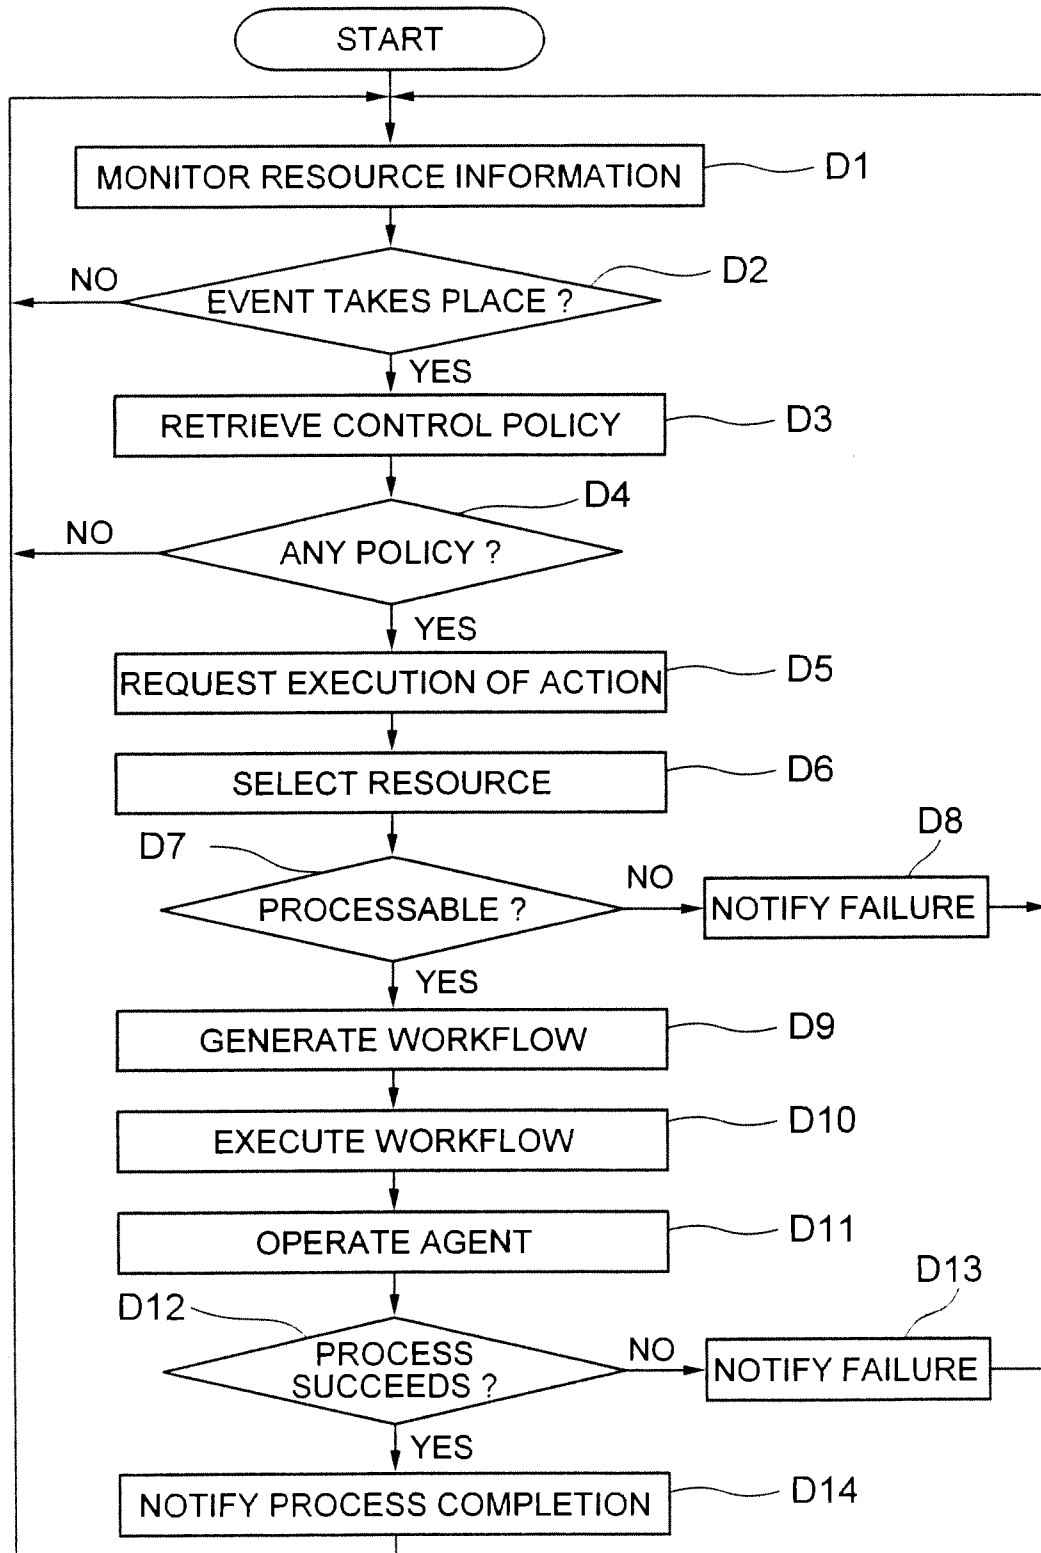 START
MONITOR RESOURCE INFORMATION
D1
EVENT TAKES PLACE ?
D2
NO
YES
RETRIEVE CONTROL POLICY
D3
ANY POLICY ?
D4
NO
YES
REQUEST EXECUTION OF ACTION
D5
SELECT RESOURCE
D6
D7
PROCESSABLE ?
NO
D8
NOTIFY FAILURE
YES
GENERATE WORKFLOW
D9
EXECUTE WORKFLOW
D10
OPERATE AGENT
D11
D12
PROCESS
SUCCEEDS ?
NO
D13
NOTIFY FAILURE
YES
NOTIFY PROCESS COMPLETION
D14